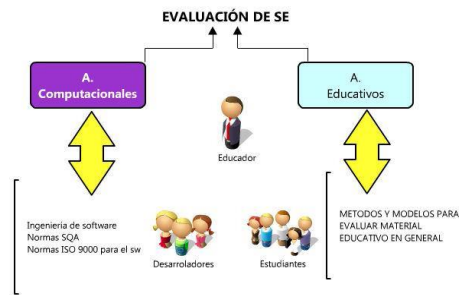 EVALUACIÓN DE SE
A.
Computacionales
A.
Educativos
Educador
Ingenieria de software
Normas SQA
Normas ISO 9000 para el sw
Desarroladores
Estudiantes
METODOS Y MODELOS PARA
EVALUAR MATERIAL
EDUCATIVO EN GENERAL